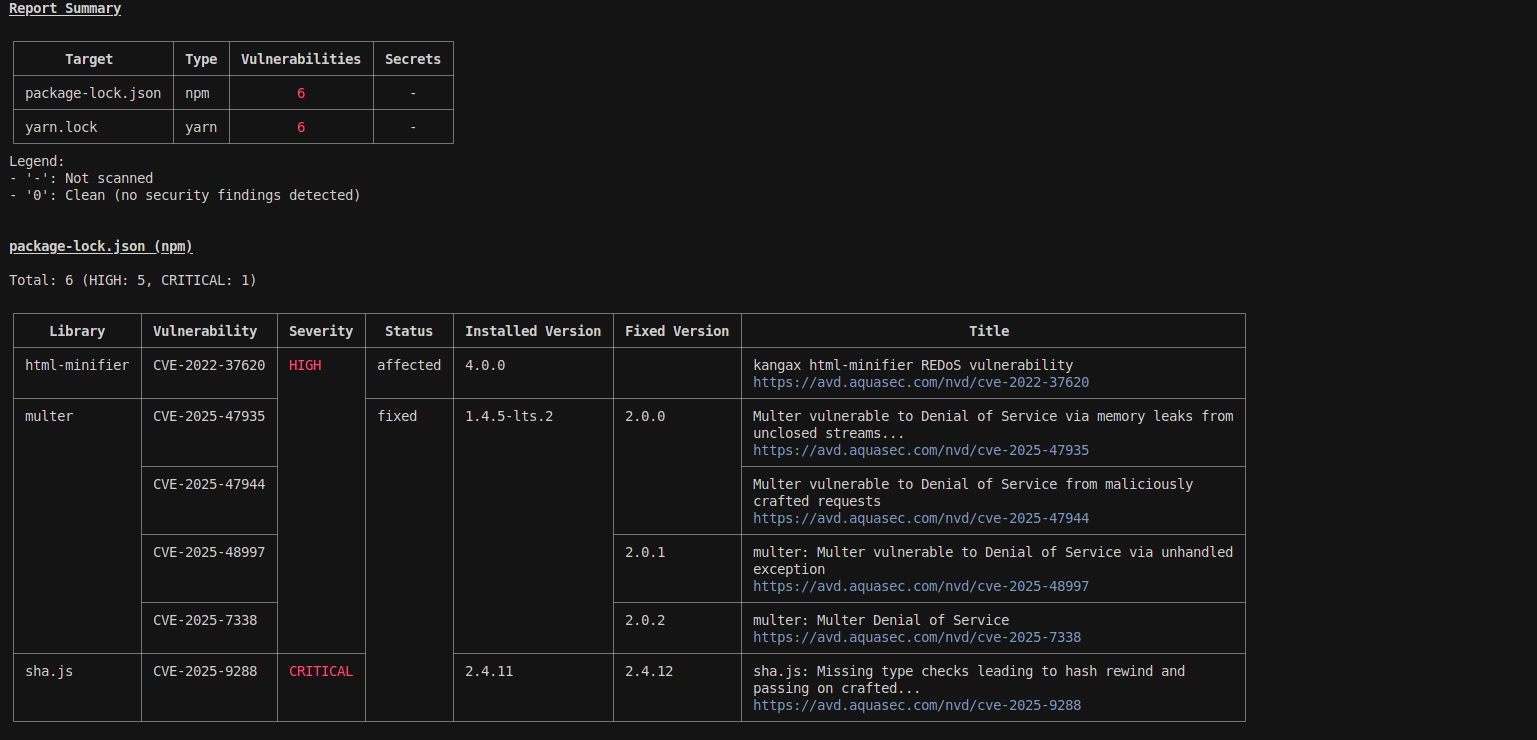 Report Summary
Target Type Vulnerabilities Secrets
package-lock.json npm 6 -
yarn.lock yarn 6 -
Legend:
- '-': Not scanned
- '0': Clean (no security findings detected)
package-lock.json (npm)
Total: 6 (HIGH: 5, CRITICAL: 1)
Library Vulnerability Severity Status Installed Version Fixed Version Title
html-minifier CVE-2022-37620 HIGH affected 4.0.0 kangax html-minifier REDoS vulnerability
https://avd.aquasec.com/nvd/cve-2022-37620
multer CVE-2025-47935 fixed 1.4.5-lts.2 2.0.0 Multer vulnerable to Denial of Service via memory leaks from
unclosed streams...
https://avd.aquasec.com/nvd/cve-2025-47935
CVE-2025-47944 Multer vulnerable to Denial of Service from maliciously
crafted requests
https://avd.aquasec.com/nvd/cve-2025-47944
CVE-2025-48997 2.0.1 multer: Multer vulnerable to Denial of Service via unhandled
exception
https://avd.aquasec.com/nvd/cve-2025-48997
CVE-2025-7338 2.0.2 multer: Multer Denial of Service
https://avd.aquasec.com/nvd/cve-2025-7338
sha.js CVE-2025-9288 CRITICAL 2.4.11 2.4.12 sha.js: Missing type checks leading to hash rewind and
passing on crafted...
https://avd.aquasec.com/nvd/cve-2025-9288